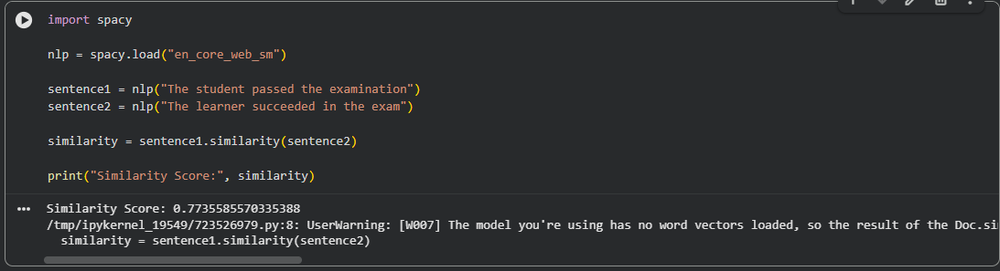 import spacy
nlp = spacy.load("en_core_web_sm")
sentence1 = nlp("The student passed the examination")
sentence2 = nlp("The learner succeeded in the exam")
similarity = sentence1.similarity(sentence2)
print("Similarity Score:", similarity)
Similarity Score: 0.7735585570335388
/tmp/ipykernel_19549/723526979.py:8: UserWarning: [W007] The model you're using has no word vectors loaded, so the result of the Doc.si
similarity = sentence1.similarity(sentence2)